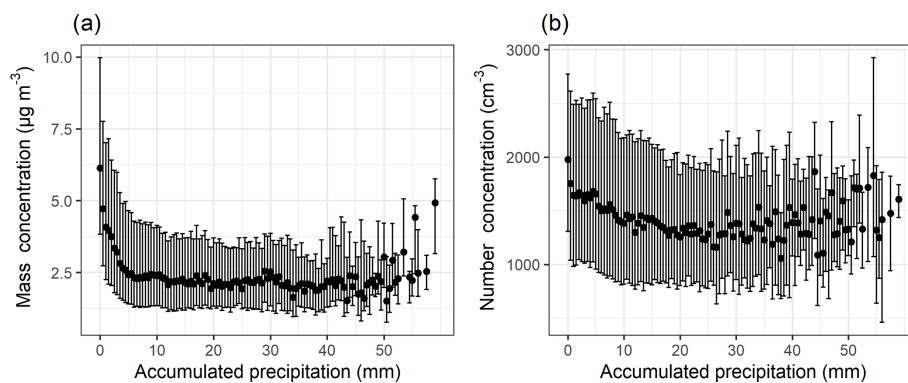 (a)
Mass concentration (μg m⁻³)
10.0
7.5
5.0
2.5
0 10 20 30 40 50
Accumulated precipitation (mm)
(b)
Number concentration (cm⁻³)
3000
2000
1000
0 10 20 30 40 50
Accumulated precipitation (mm)